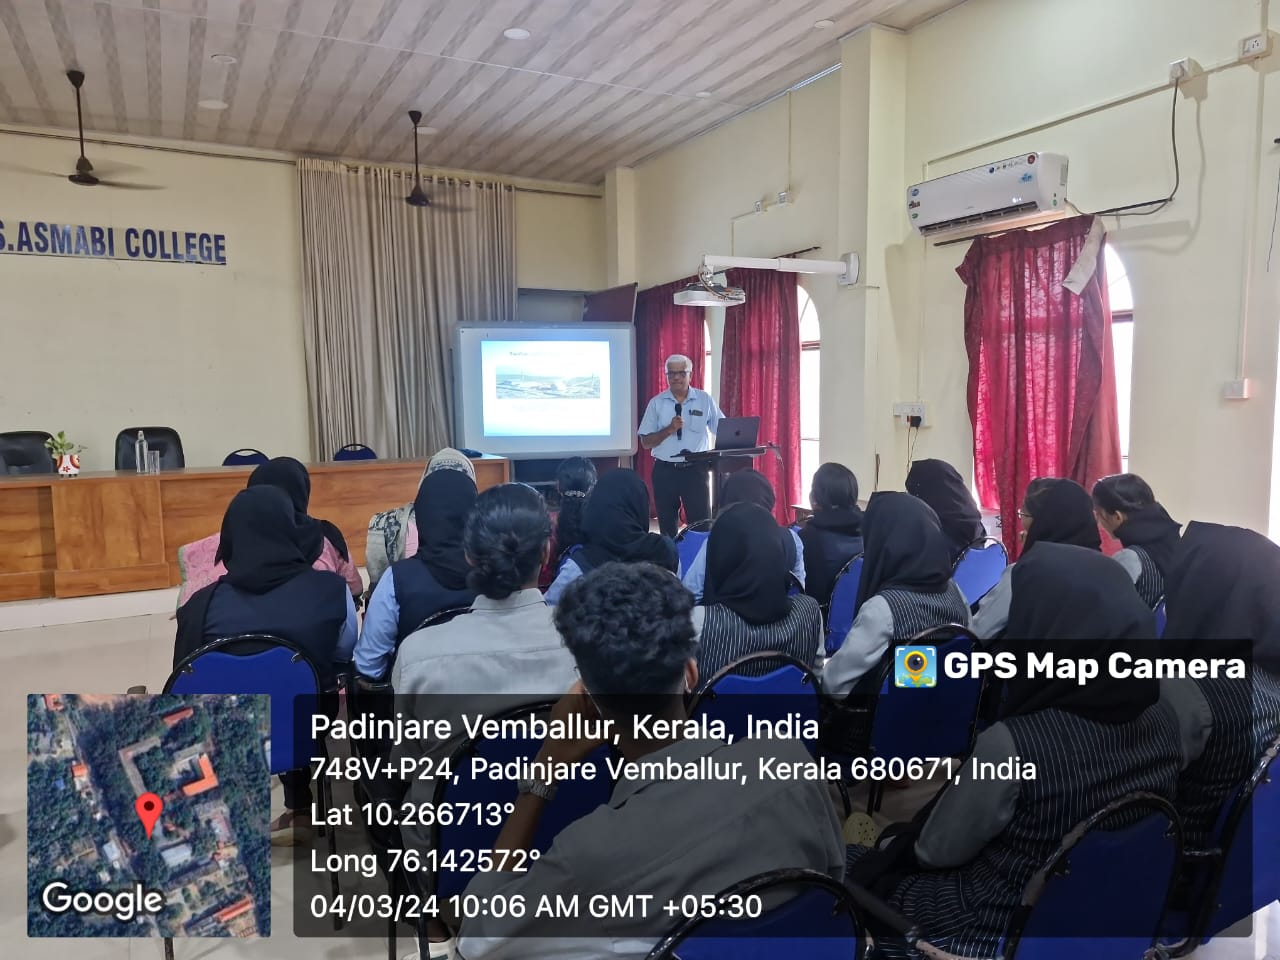 S.ASMABI COLLEGE
GPS Map Camera
Padinjare Vemballur, Kerala, India
748V+P24, Padinjare Vemballur, Kerala 680671, India
Lat 10.266713°
Long 76.142572°
04/03/24 10:06 AM GMT +05:30
Google